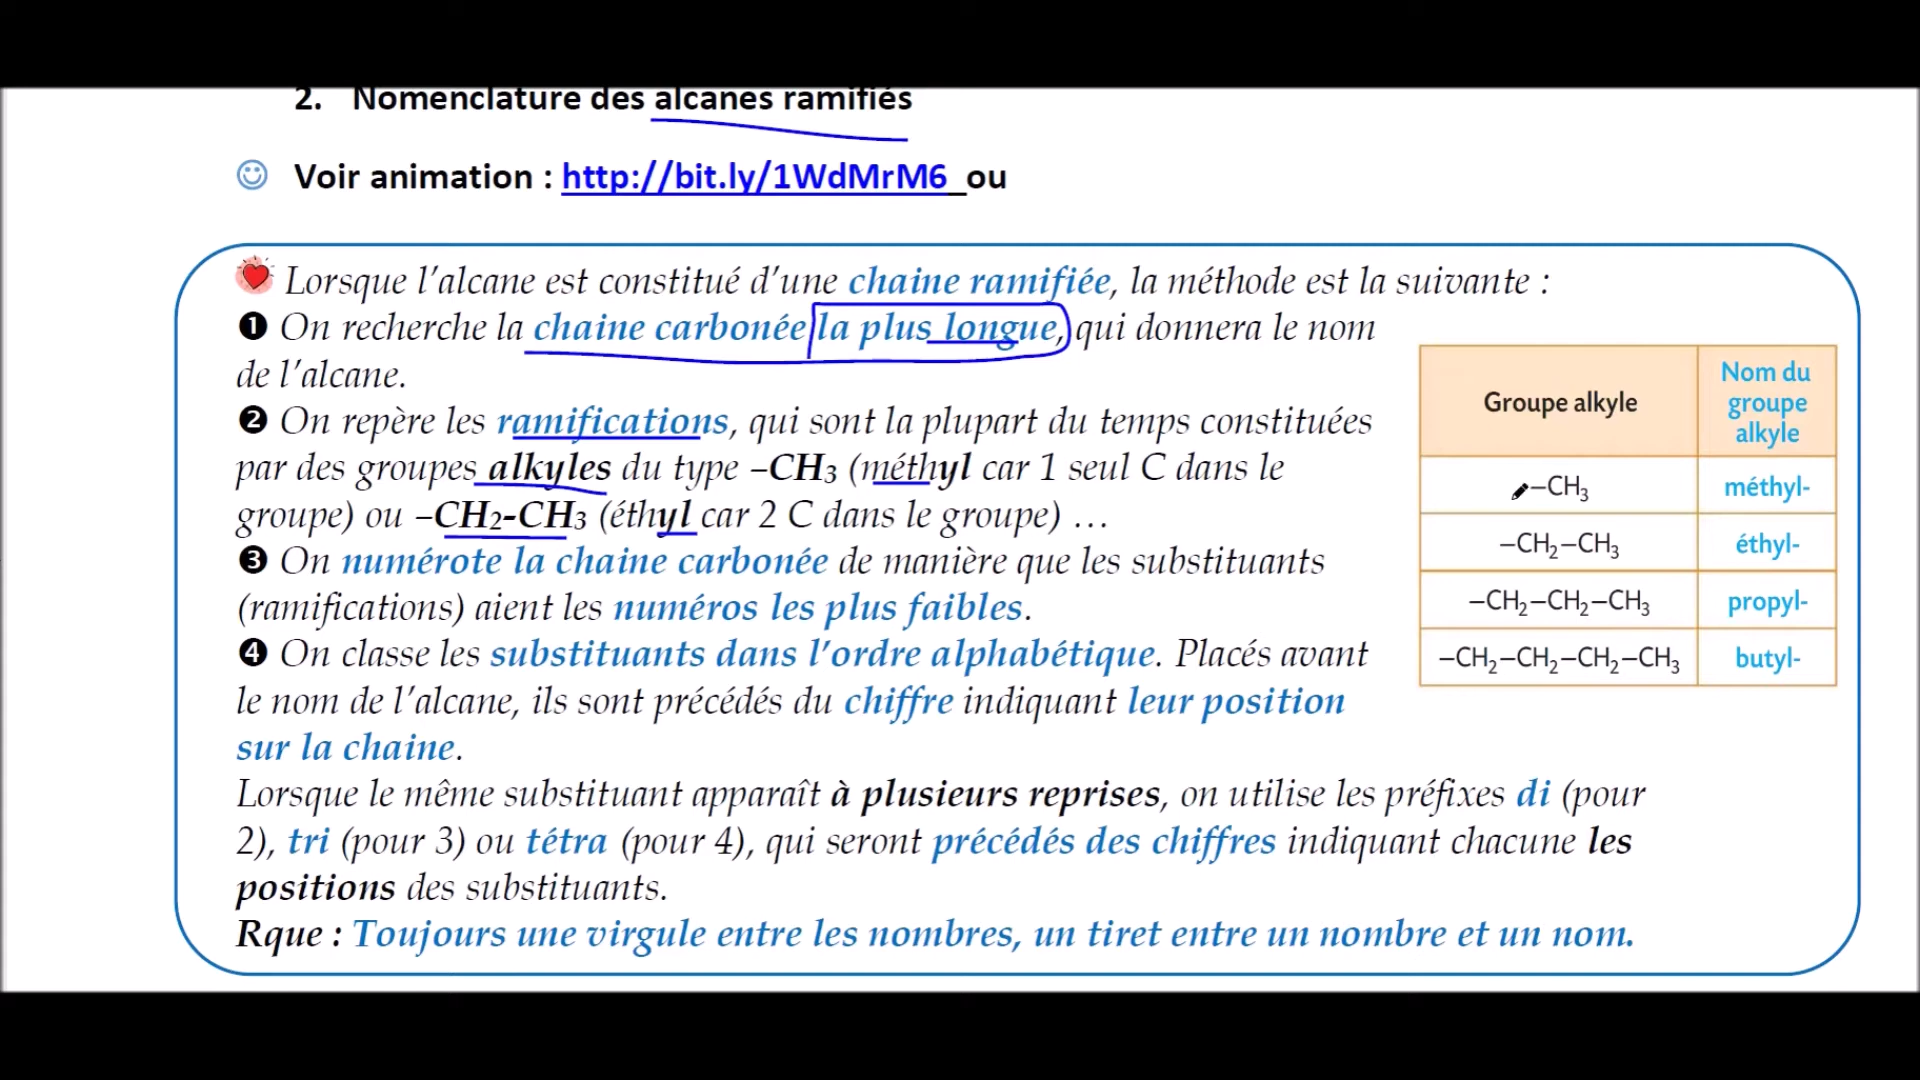 2. Nomenclature des alcanes ramifiés
Voir animation : http://bit.ly/1WdMrM6 ou
Lorsque l'alcane est constitué d'une chaine ramifiée, la méthode est la suivante :
❶ On recherche la chaine carbonée la plus longue, qui donnera le nom
de l'alcane.
❷ On repère les ramifications, qui sont la plupart du temps constituées
par des groupes alkyles du type –CH₃ (méthyl car 1 seul C dans le
groupe) ou –CH₂-CH₃ (éthyl car 2 C dans le groupe) …
❸ On numérote la chaine carbonée de manière que les substituants
(ramifications) aient les numéros les plus faibles.
❹ On classe les substituants dans l'ordre alphabétique. Placés avant
le nom de l'alcane, ils sont précédés du chiffre indiquant leur position
sur la chaine.
Lorsque le même substituant apparaît à plusieurs reprises, on utilise les préfixes di (pour
2), tri (pour 3) ou tétra (pour 4), qui seront précédés des chiffres indiquant chacune les
positions des substituants.
Rque : Toujours une virgule entre les nombres, un tiret entre un nombre et un nom.
Groupe alkyle
Nom du
groupe
alkyle
–CH₃ méthyl-
–CH₂–CH₃ éthyl-
–CH₂–CH₂–CH₃ propyl-
–CH₂–CH₂–CH₂–CH₃ butyl-